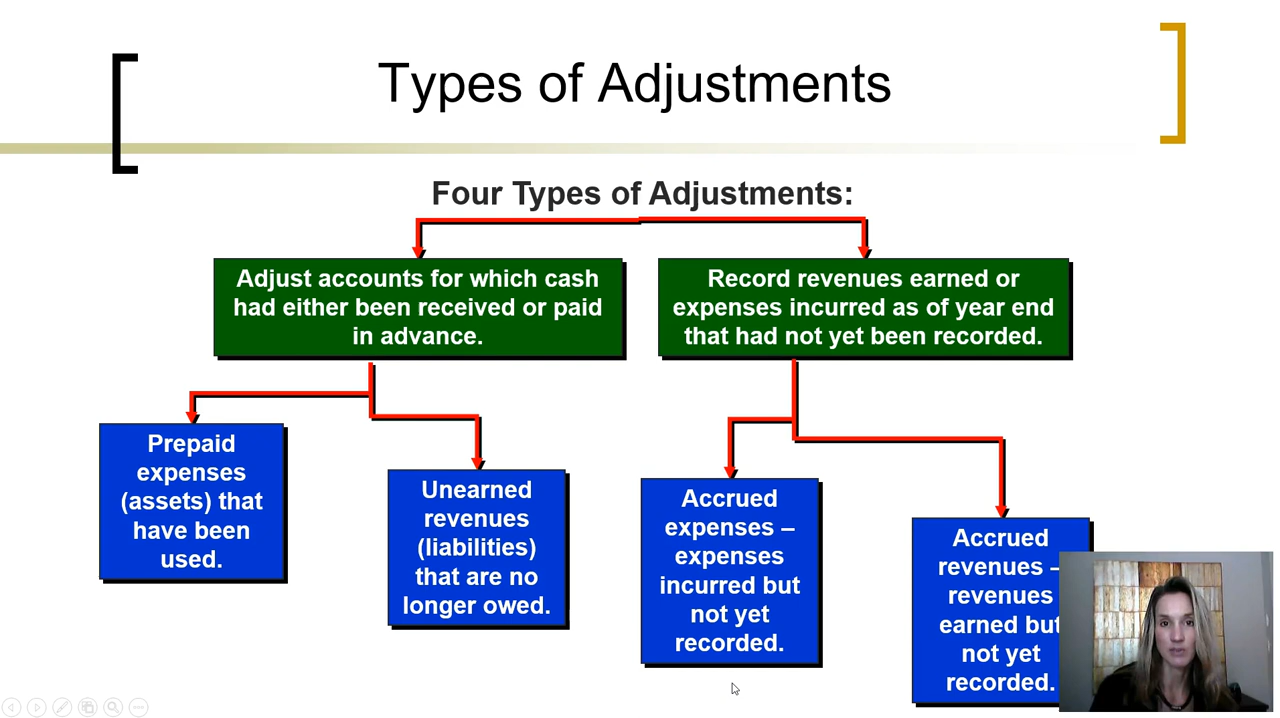 Types of Adjustments
Four Types of Adjustments:
Adjust accounts for which cash
had either been received or paid
in advance.
Record revenues earned or
expenses incurred as of year end
that had not yet been recorded.
Prepaid
expenses
(assets) that
have been
used.
Unearned
revenues
(liabilities)
that are no
longer owed.
Accrued
expenses –
expenses
incurred but
not yet
recorded.
Accrued
revenues –
revenues
earned but
not yet
recorded.